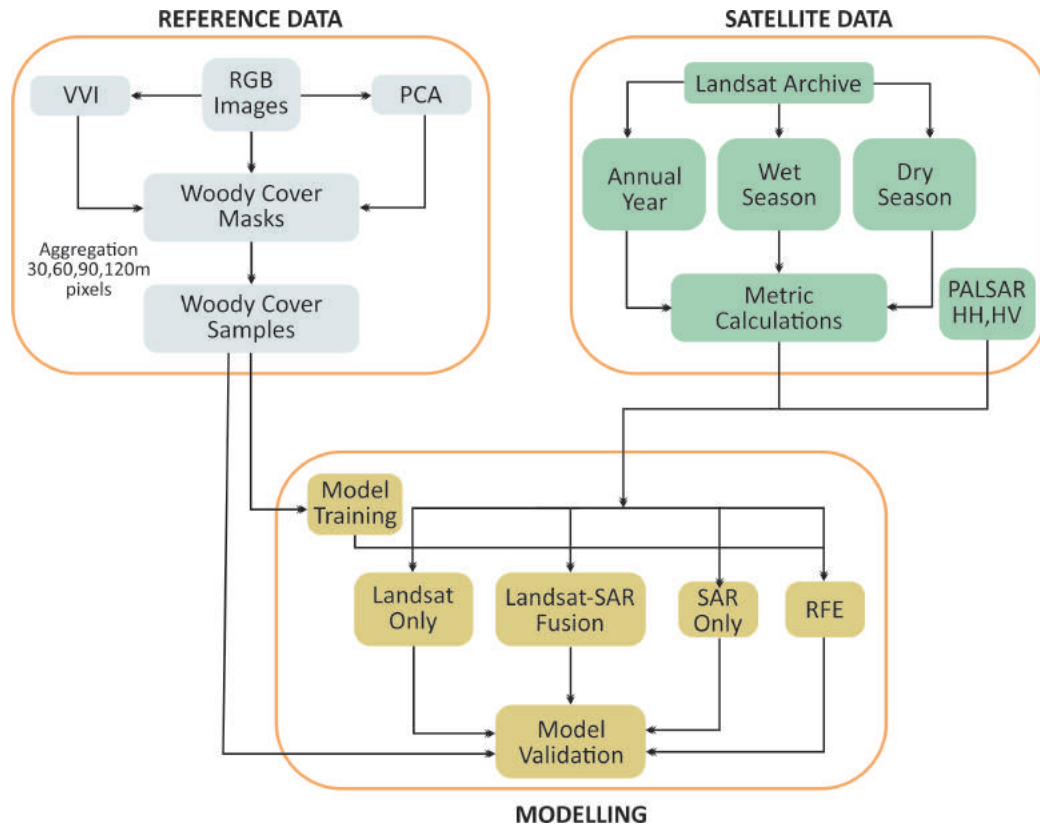 REFERENCE DATA
VVI
RGB
Images
PCA
Woody Cover
Masks
Aggregation
30,60,90,120m
pixels
Woody Cover
Samples
SATELLITE DATA
Landsat Archive
Annual
Year
Wet
Season
Dry
Season
Metric
Calculations
PALSAR
HH,HV
Model
Training
Landsat
Only
Landsat-SAR
Fusion
SAR
Only
RFE
Model
Validation
MODELLING